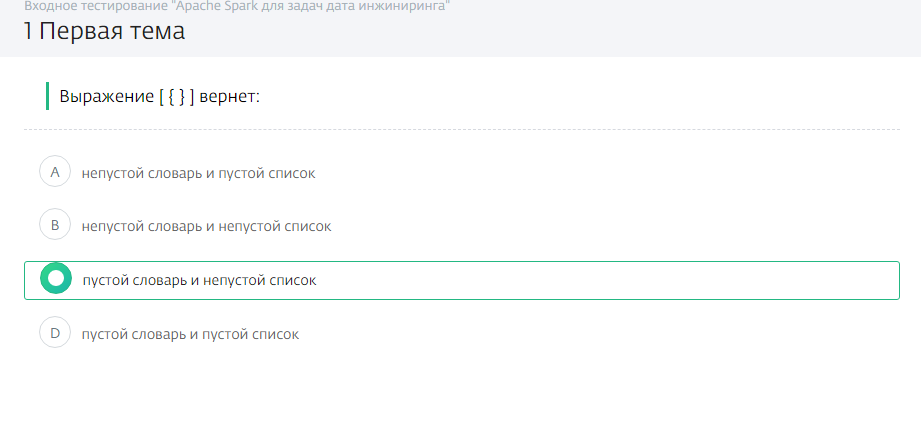 Входное тестирование "Apache Spark для задач дата инжиниринга"
1 Первая тема
Выражение [ { } ] вернет:
A непустой словарь и пустой список
B непустой словарь и непустой список
пустой словарь и непустой список
D пустой словарь и пустой список